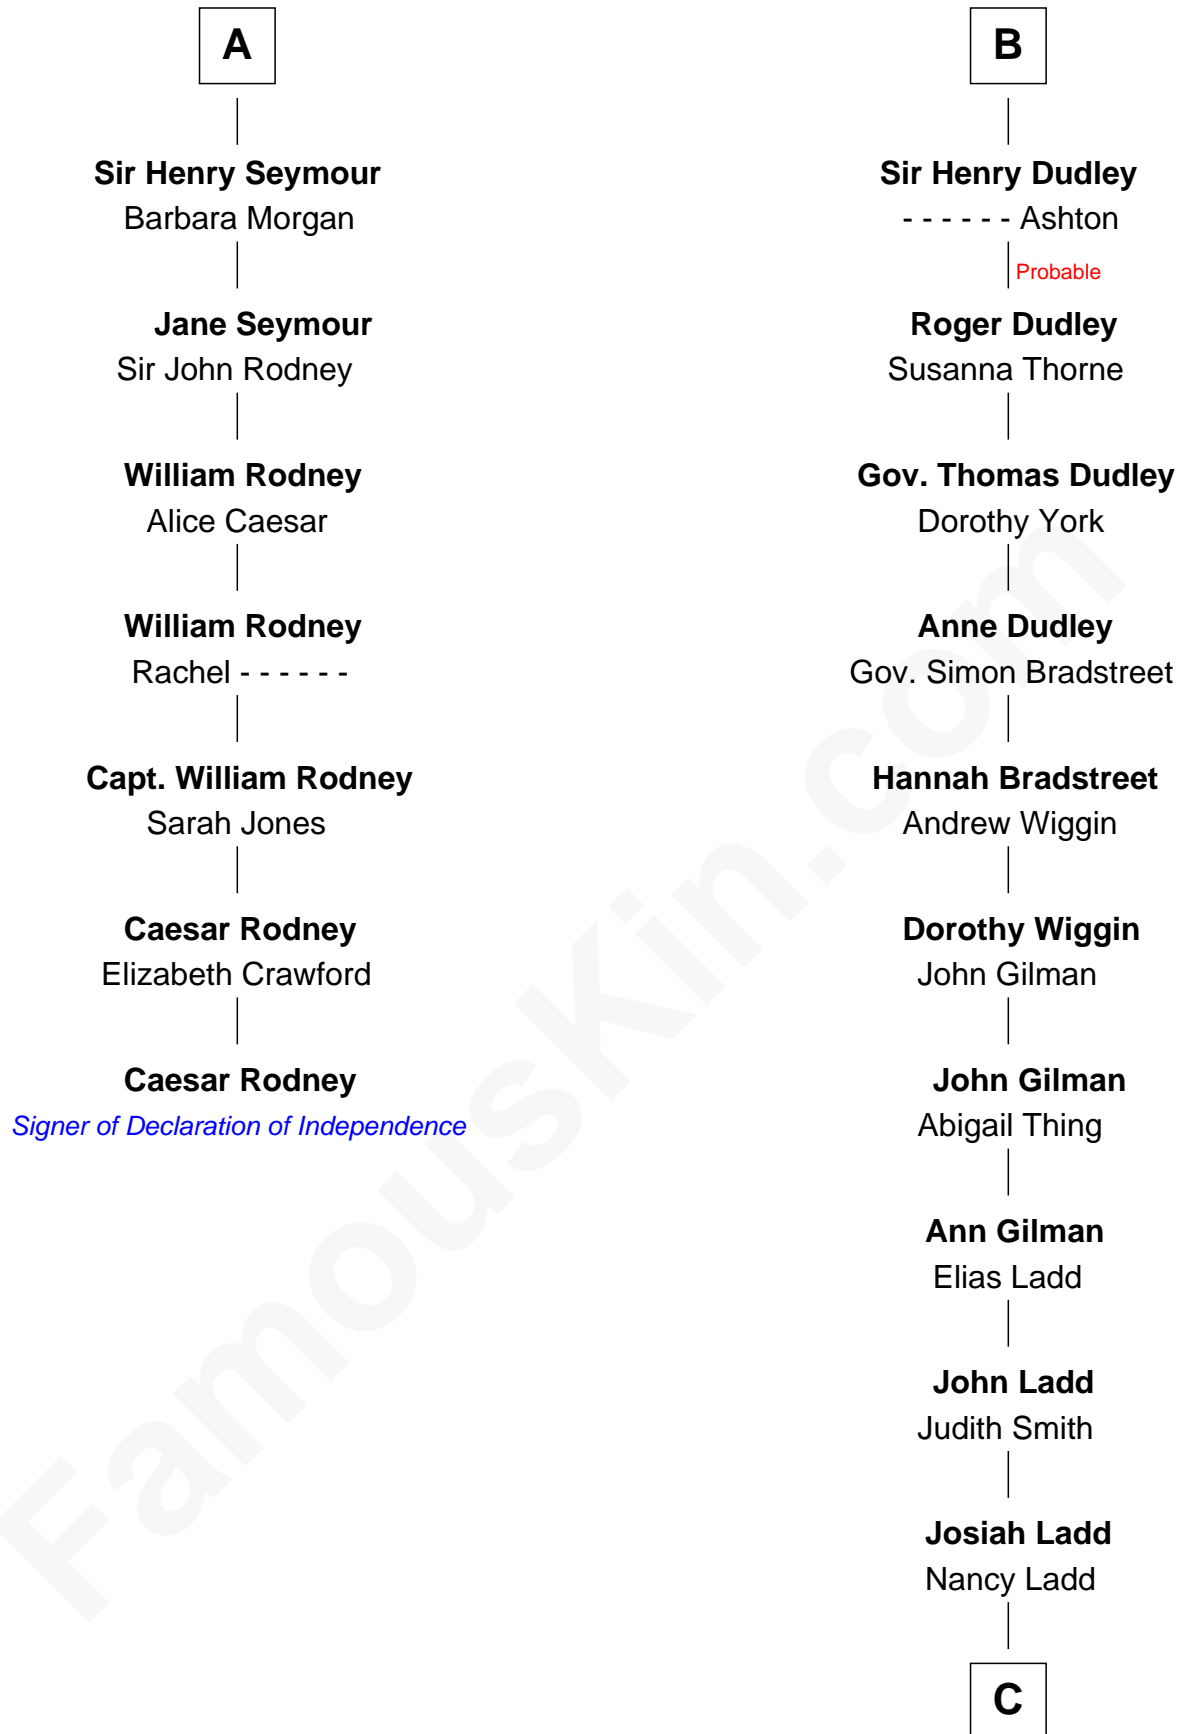 A
Sir Henry Seymour
Barbara Morgan
Jane Seymour
Sir John Rodney
William Rodney
Alice Caesar
William Rodney
Rachel - - - - - -
Capt. William Rodney
Sarah Jones
Caesar Rodney
Elizabeth Crawford
Caesar Rodney
Signer of Declaration of Independence
B
Sir Henry Dudley
- - - - - - Ashton
Probable
Roger Dudley
Susanna Thorne
Gov. Thomas Dudley
Dorothy York
Anne Dudley
Gov. Simon Bradstreet
Hannah Bradstreet
Andrew Wiggin
Dorothy Wiggin
John Gilman
John Gilman
Abigail Thing
Ann Gilman
Elias Ladd
John Ladd
Judith Smith
Josiah Ladd
Nancy Ladd
C
FamousKin.com